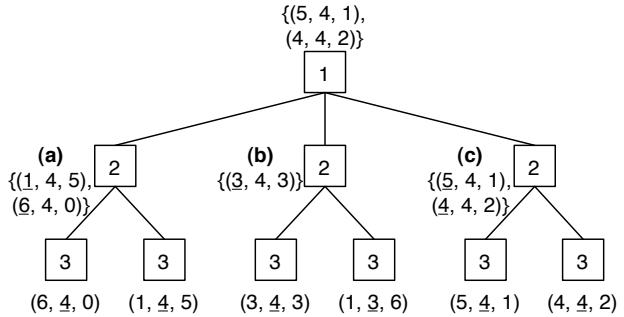 {(5, 4, 1),
(4, 4, 2)}
1
(a)
{(1, 4, 5),
(6, 4, 0)}
2
(b)
{(3, 4, 3)}
2
(c)
{(5, 4, 1),
(4, 4, 2)}
2
3
3
3
3
3
3
(6, 4, 0)
(1, 4, 5)
(3, 4, 3)
(1, 3, 6)
(5, 4, 1)
(4, 4, 2)